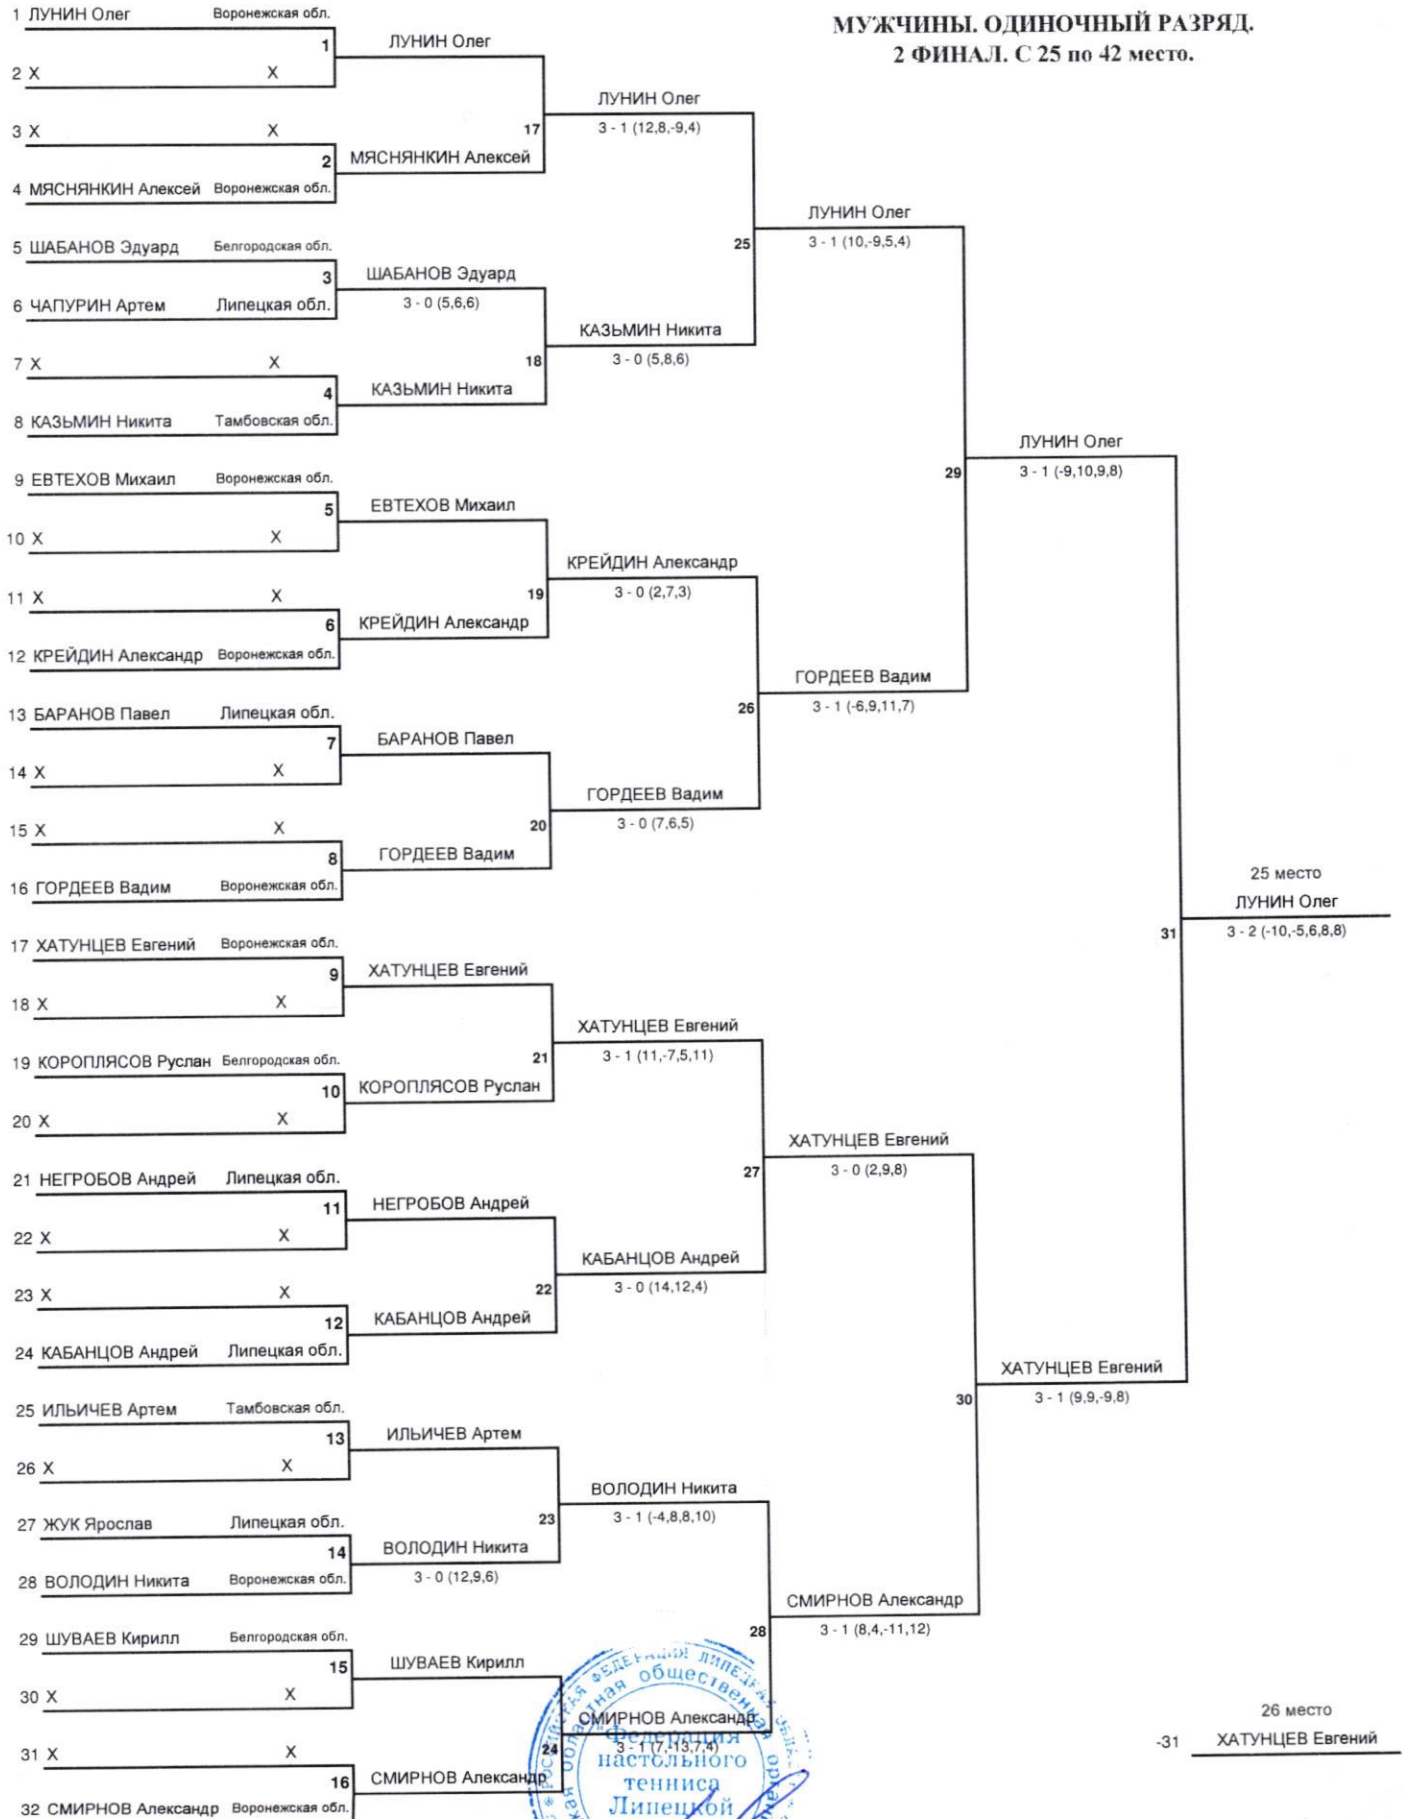 МУЖЧИНЫ. ОДИНОЧНЫЙ РАЗРЯД.
2 ФИНАЛ. С 25 по 42 место.
1 ЛУНИН Олег Воронежская обл.
1
2 X X
ЛУНИН Олег
3 X X
2
4 МЯСНЯНКИН Алексей Воронежская обл.
МЯСНЯНКИН Алексей
17
ЛУНИН Олег
3 - 1 (12,8,-9,4)
5 ШАБАНОВ Эдуард Белгородская обл.
3
6 ЧАПУРИН Артем Липецкая обл.
ШАБАНОВ Эдуард
3 - 0 (5,6,6)
7 X X
4
8 КАЗЬМИН Никита Тамбовская обл.
КАЗЬМИН Никита
18
КАЗЬМИН Никита
3 - 0 (5,8,6)
25
ЛУНИН Олег
3 - 1 (10,-9,5,4)
9 ЕВТЕХОВ Михаил Воронежская обл.
5
10 X X
ЕВТЕХОВ Михаил
11 X X
6
12 КРЕЙДИН Александр Воронежская обл.
КРЕЙДИН Александр
19
КРЕЙДИН Александр
3 - 0 (2,7,3)
13 БАРАНОВ Павел Липецкая обл.
7
14 X X
БАРАНОВ Павел
15 X X
8
16 ГОРДЕЕВ Вадим Воронежская обл.
ГОРДЕЕВ Вадим
20
ГОРДЕЕВ Вадим
3 - 0 (7,6,5)
26
ГОРДЕЕВ Вадим
3 - 1 (-6,9,11,7)
29
ЛУНИН Олег
3 - 1 (-9,10,9,8)
17 ХАТУНЦЕВ Евгений Воронежская обл.
9
18 X X
ХАТУНЦЕВ Евгений
19 КОРОПЛЯСОВ Руслан Белгородская обл.
10
20 X X
КОРОПЛЯСОВ Руслан
21
ХАТУНЦЕВ Евгений
3 - 1 (11,-7,5,11)
21 НЕГРОБОВ Андрей Липецкая обл.
11
22 X X
НЕГРОБОВ Андрей
23 X X
12
24 КАБАНЦОВ Андрей Липецкая обл.
КАБАНЦОВ Андрей
22
КАБАНЦОВ Андрей
3 - 0 (14,12,4)
27
ХАТУНЦЕВ Евгений
3 - 0 (2,9,8)
25 ИЛЬИЧЕВ Артем Тамбовская обл.
13
26 X X
ИЛЬИЧЕВ Артем
27 ЖУК Ярослав Липецкая обл.
14
28 ВОЛОДИН Никита Воронежская обл.
ВОЛОДИН Никита
3 - 0 (12,9,6)
23
ВОЛОДИН Никита
3 - 1 (-4,8,8,10)
29 ШУВАЕВ Кирилл Белгородская обл.
15
30 X X
ШУВАЕВ Кирилл
31 X X
16
32 СМИРНОВ Александр Воронежская обл.
СМИРНОВ Александр
24
СМИРНОВ Александр
3 - 1 (7,-13,7,4)
28
СМИРНОВ Александр
3 - 1 (8,4,-11,12)
30
ХАТУНЦЕВ Евгений
3 - 1 (9,9,-9,8)
31
25 место
ЛУНИН Олег
3 - 2 (-10,-5,6,8,8)
26 место
-31 ХАТУНЦЕВ Евгений
Федерация
настольного
тенниса
Липецкой